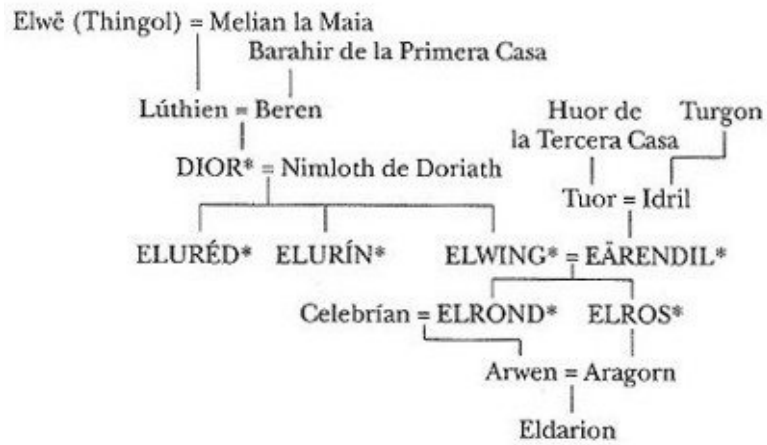 Elwë (Thingol) = Melian la Maia
Barahir de la Primera Casa
Lúthien = Beren
Huor de la Tercera Casa
Turgon
DIOR* = Nimloth de Doriath
Tuor = Idril
ELURÉD* ELURÍN* ELWING* = EÄRENDIL*
Celebrían = ELROND* ELROS*
Arwen = Aragorn
Eldarion